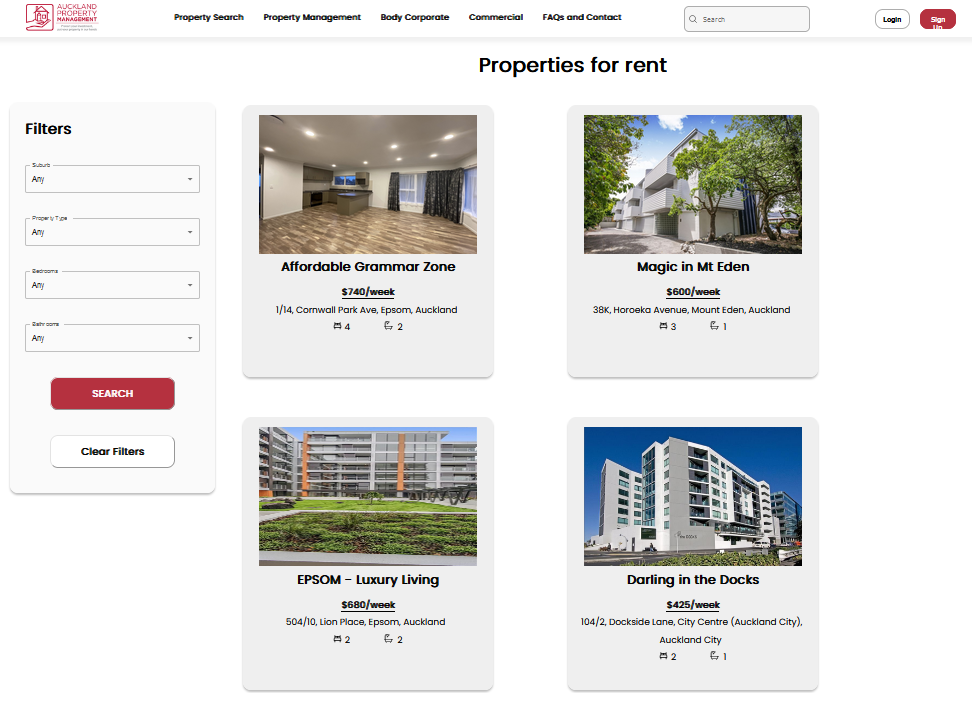 AUCKLAND
PROPERTY
MANAGEMENT
Property Search
Property Management
Body Corporate
Commercial
FAQs and Contact
Search
Login
Sign
Up
Properties for rent
Filters
Suburb
Any
Property Type
Any
Bedrooms
Any
Bathrooms
Any
SEARCH
Clear Filters
Affordable Grammar Zone
$740/week
1/14, Cornwall Park Ave, Epsom, Auckland
4 2
Magic in Mt Eden
$600/week
38K, Horoeka Avenue, Mount Eden, Auckland
3 1
EPSOM - Luxury Living
$680/week
504/10, Lion Place, Epsom, Auckland
2 2
Darling in the Docks
$425/week
104/2, Dockside Lane, City Centre (Auckland City),
Auckland City
2 1